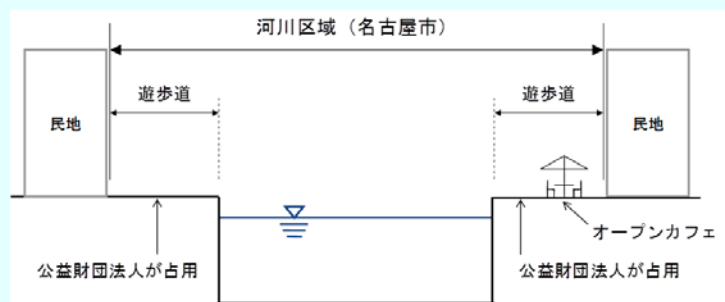 河川区域（名古屋市）
遊歩道
遊歩道
民地
民地
オープンカフェ
公益財団法人が占用
公益財団法人が占用